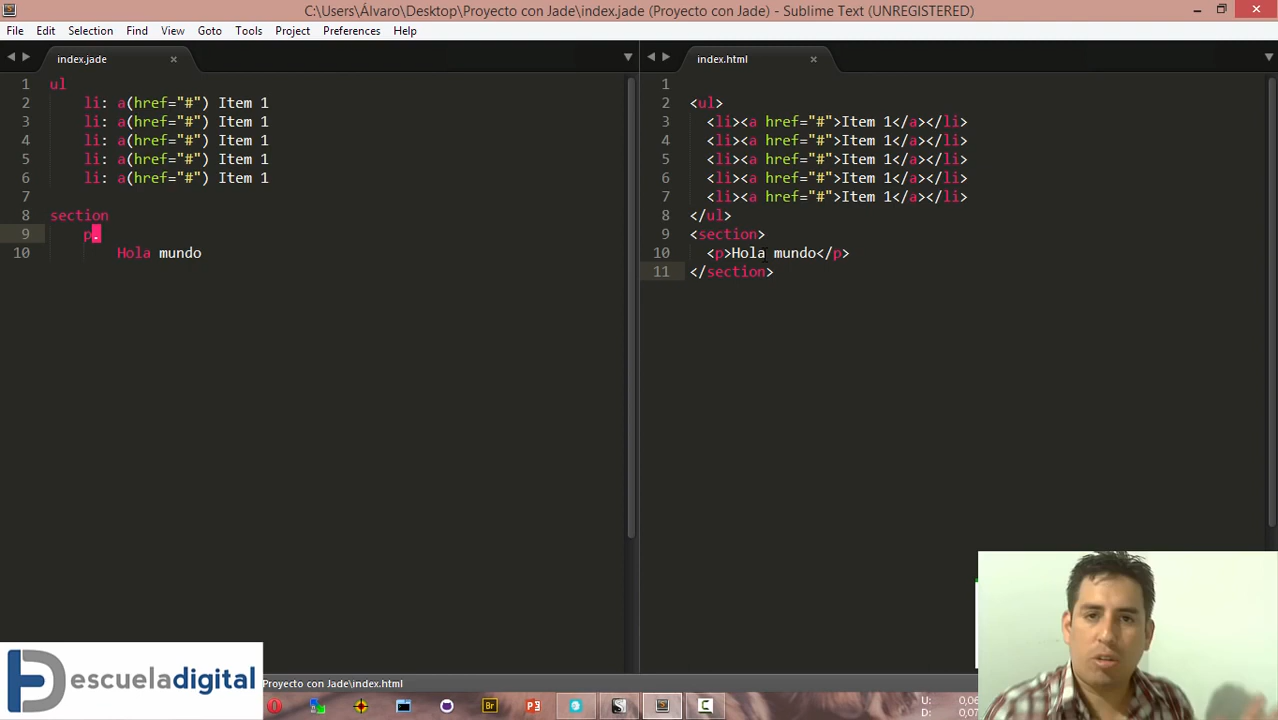 C:\Users\Álvaro\Desktop\Proyecto con Jade\index.jade (Proyecto con Jade) - Sublime Text (UNREGISTERED)
File Edit Selection Find View Goto Tools Project Preferences Help
index.jade
1 ul
2 li: a(href="#") Item 1
3 li: a(href="#") Item 1
4 li: a(href="#") Item 1
5 li: a(href="#") Item 1
6 li: a(href="#") Item 1
7
8 section
9 p.
10 Hola mundo
index.html
1
2 <ul>
3 <li><a href="#">Item 1</a></li>
4 <li><a href="#">Item 1</a></li>
5 <li><a href="#">Item 1</a></li>
6 <li><a href="#">Item 1</a></li>
7 <li><a href="#">Item 1</a></li>
8 </ul>
9 <section>
10 <p>Hola mundo</p>
11 </section>
escueladigital
Proyecto con Jade\index.html
Br
U: 0,06
D: 0,07